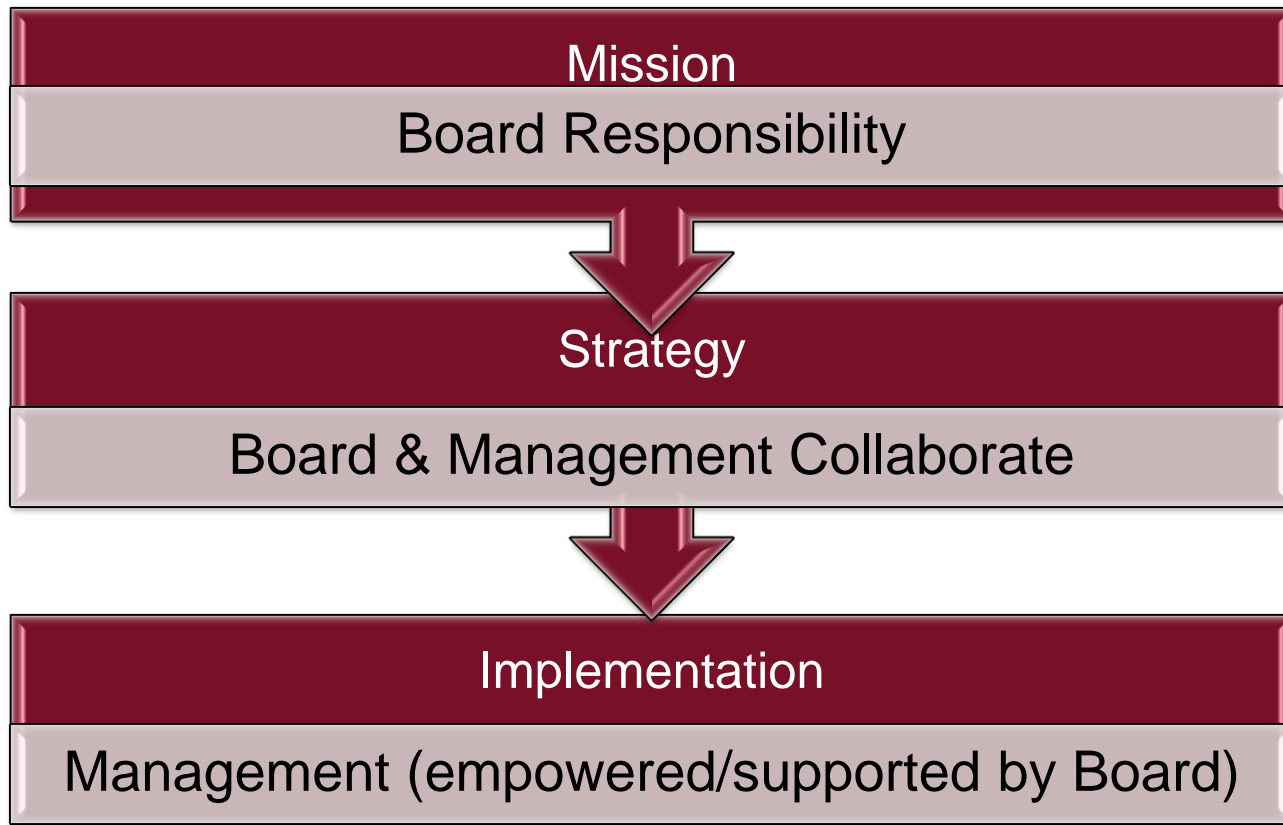 Mission
Board Responsibility
Strategy
Board & Management Collaborate
Implementation
Management (empowered/supported by Board)